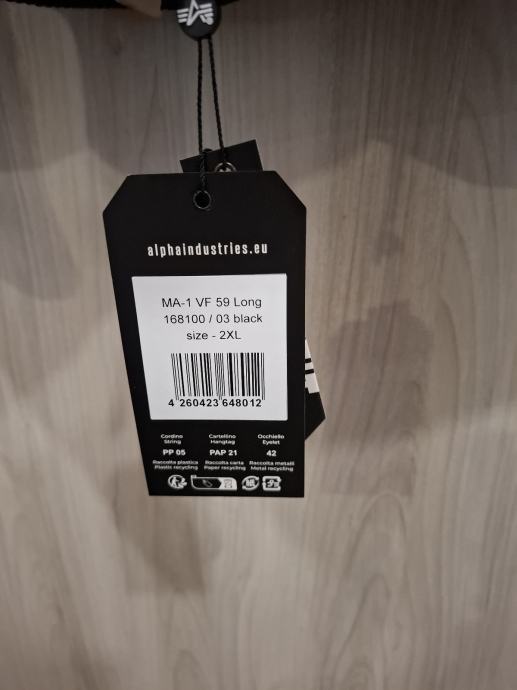 alphaindustries.eu
MA-1 VF 59 Long
168100 / 03 black
size - 2XL
4 260423 648012
Cordino Cartellino Occhiello
String Hangtag Eyelet
PP 05 PAP 21 42
Raccolta plastica Raccolta carta Raccolta metalli
Plastic recycling Paper recycling Metal recycling